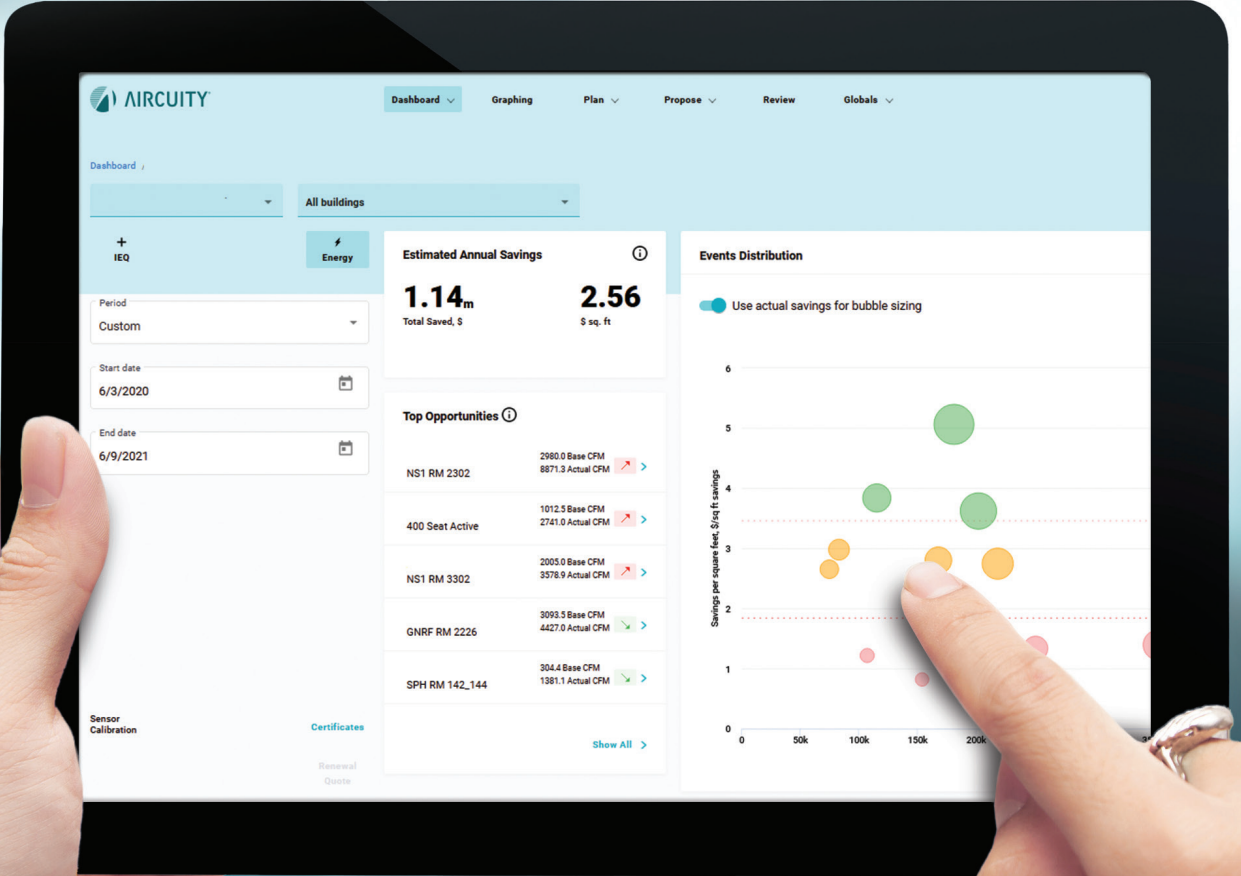 AIRCUITY
Dashboard
Graphing
Plan
Propose
Review
Globals
Dashboard /
All buildings
+
IEQ
Energy
Period
Custom
Start date
6/3/2020
End date
6/9/2021
Sensor
Calibration
Certificates
Renewal
Quote
Estimated Annual Savings
1.14m
2.56
Total Saved, $
$ sq. ft
Top Opportunities
NS1 RM 2302
2980.0 Base CFM
8871.3 Actual CFM
400 Seat Active
1012.5 Base CFM
2741.0 Actual CFM
NS1 RM 3302
2005.0 Base CFM
3578.9 Actual CFM
GNRF RM 2226
3093.5 Base CFM
4427.0 Actual CFM
SPH RM 142_144
304.4 Base CFM
1381.1 Actual CFM
Show All
Events Distribution
Use actual savings for bubble sizing
Savings per square feet, $/sq ft savings
6
5
4
3
2
1
0
0
50k
100k
150k
200k